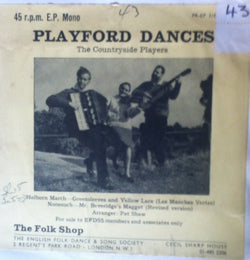 43
45 r.p.m. E.P. Mono
43
PLAYFORD DANCES
The Countryside Players
Holborn March—Greensleeves and Yellow Lace (Les Manches Vertes)
Nonesuch—Mr. Beveridge's Maggot (Revised version)
Arranger: Pat Shaw
For sale to EFDSS members and associates only
The Folk Shop
THE ENGLISH FOLK DANCE & SONG SOCIETY
CECIL SHARP HOUSE
2 REGENT'S PARK ROAD · LONDON N.W.1